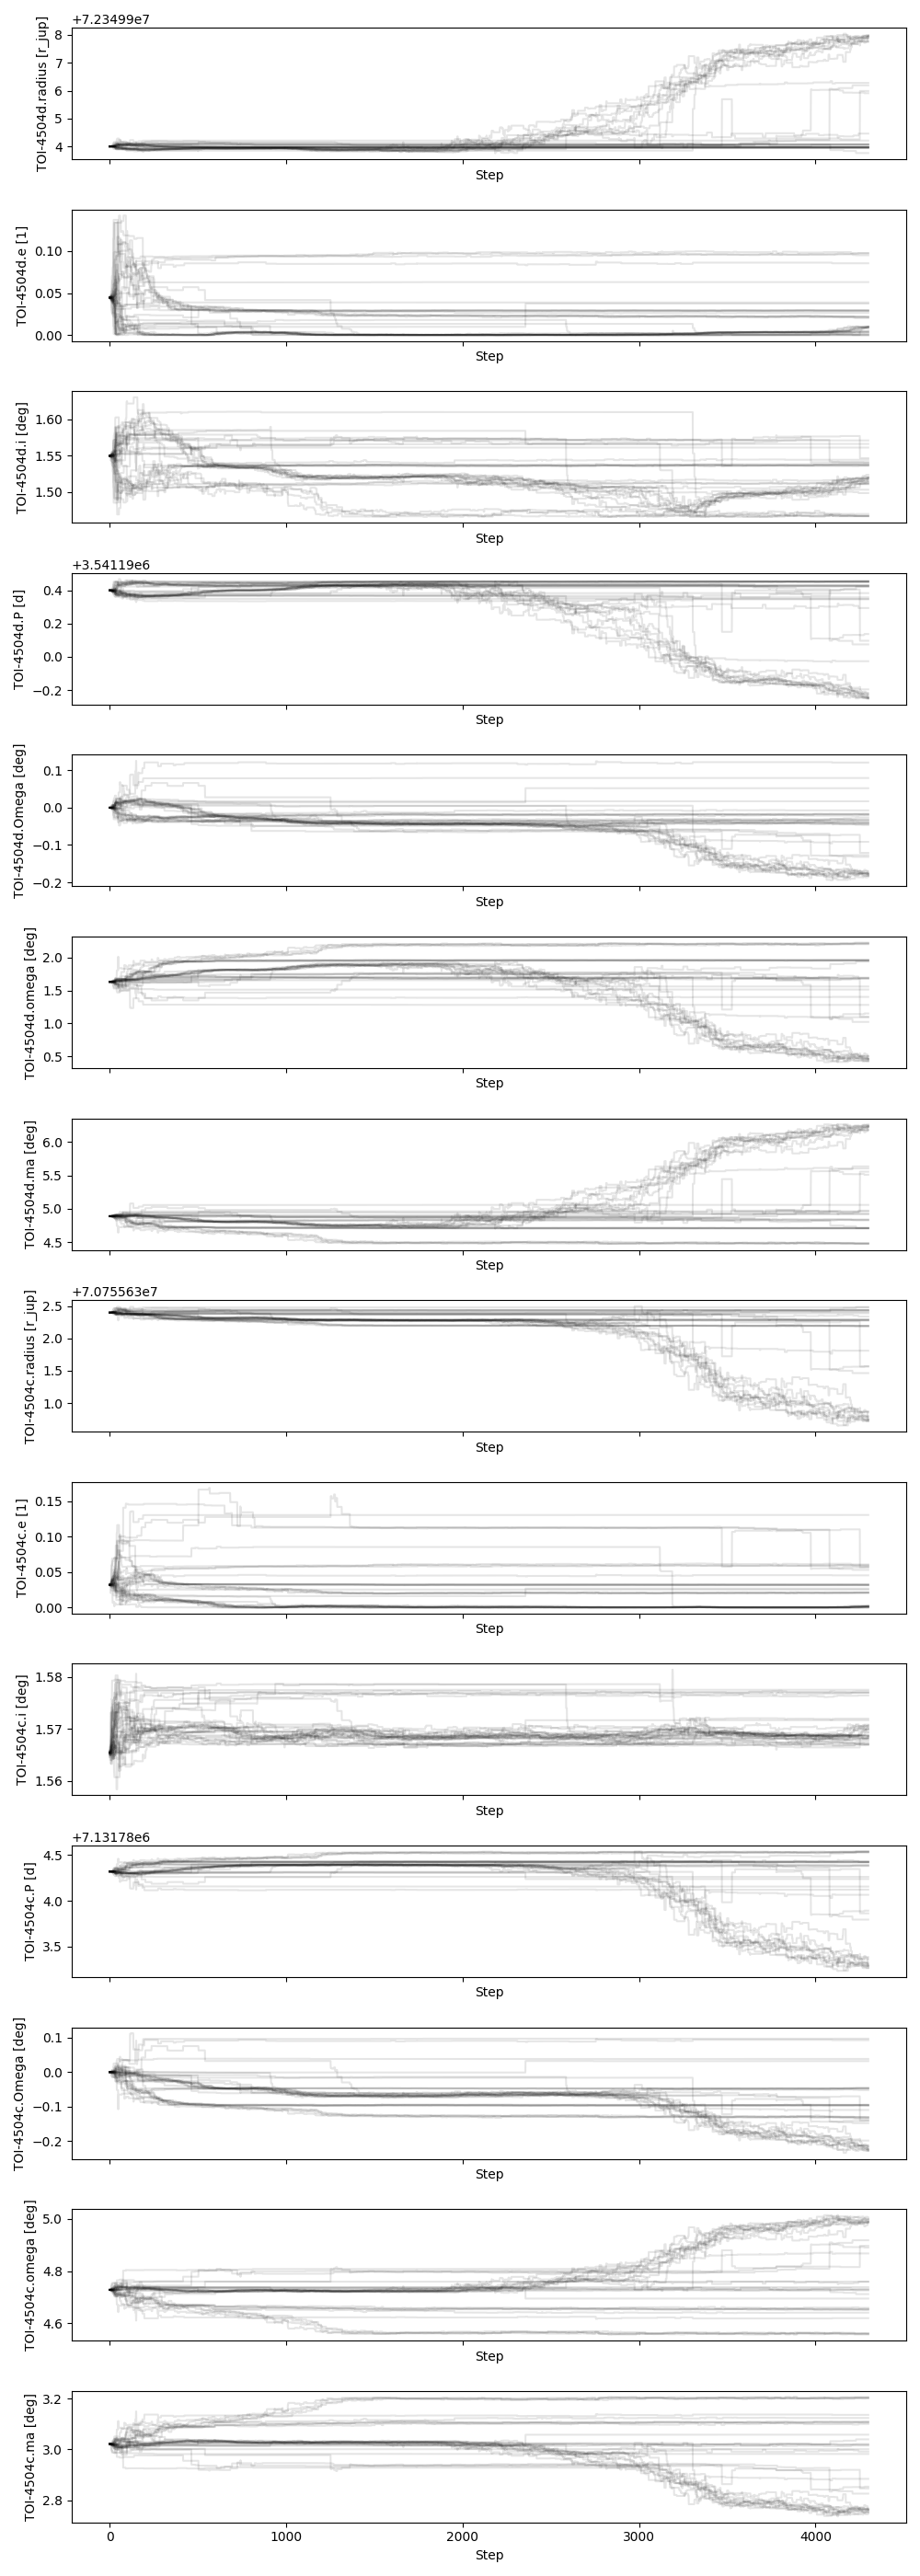 +7.23499e7
8
7
6
5
4
TOI-4504d.radius [r_jup]
Step
0.10
0.05
0.00
TOI-4504d.e [1]
Step
1.60
1.55
1.50
TOI-4504d.i [deg]
Step
+3.54119e6
0.4
0.2
0.0
−0.2
TOI-4504d.P [d]
Step
0.1
0.0
−0.1
−0.2
TOI-4504d.Omega [deg]
Step
2.0
1.5
1.0
0.5
TOI-4504d.omega [deg]
Step
6.0
5.5
5.0
4.5
TOI-4504d.ma [deg]
Step
+7.075563e7
2.5
2.0
1.5
1.0
TOI-4504c.radius [r_jup]
Step
0.15
0.10
0.05
0.00
TOI-4504c.e [1]
Step
1.58
1.57
1.56
TOI-4504c.i [deg]
Step
+7.13178e6
4.5
4.0
3.5
TOI-4504c.P [d]
Step
0.1
0.0
−0.1
−0.2
TOI-4504c.Omega [deg]
Step
5.0
4.8
4.6
TOI-4504c.omega [deg]
Step
3.2
3.0
2.8
TOI-4504c.ma [deg]
0 1000 2000 3000 4000
Step